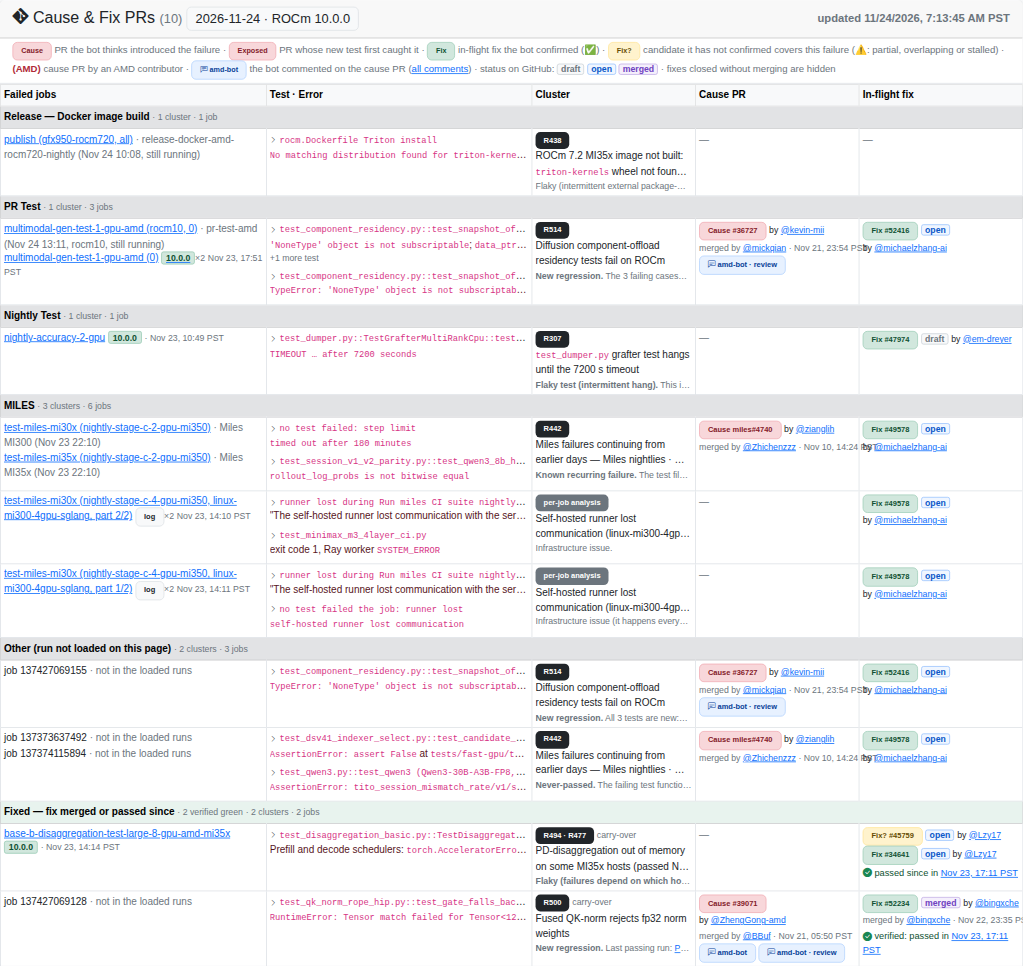 Cause & Fix PRs (10) 2026-11-24 · ROCm 10.0.0 updated 11/24/2026, 7:13:45 AM PST
Cause PR the bot thinks introduced the failure · Exposed PR whose new test first caught it · Fix in-flight fix the bot confirmed (✅) · Fix? candidate it has not confirmed covers this failure (⚠: partial, overlapping or stalled) ·
(AMD) cause PR by an AMD contributor · amd-bot the bot commented on the cause PR (all comments) · status on GitHub: draft open merged · fixes closed without merging are hidden
Failed jobs Test · Error Cluster Cause PR In-flight fix
Release — Docker image build · 1 cluster · 1 job
publish (gfx950-rocm720, all) · release-docker-amd-
rocm720-nightly (Nov 24 10:08, still running)
rocm.Dockerfile Triton install
No matching distribution found for triton-kerne…
R438
ROCm 7.2 MI35x image not built:
triton-kernels wheel not foun…
Flaky (intermittent external package-…
—
—
PR Test · 1 cluster · 3 jobs
multimodal-gen-test-1-gpu-amd (rocm10, 0) · pr-test-amd
(Nov 24 13:11, rocm10, still running)
multimodal-gen-test-1-gpu-amd (0) 10.0.0 ×2 Nov 23, 17:51
PST
test_component_residency.py::test_snapshot_of…
'NoneType' object is not subscriptable; data_ptr…
+1 more test
test_component_residency.py::test_snapshot_of…
TypeError: 'NoneType' object is not subscriptab…
R514
Diffusion component-offload
residency tests fail on ROCm
New regression. The 3 failing cases…
Cause #36727 by @kevin-mii
merged by @mickqian · Nov 21, 23:54 PST
amd-bot · review
Fix #52416 open
by @michaelzhang-ai
Nightly Test · 1 cluster · 1 job
nightly-accuracy-2-gpu 10.0.0 · Nov 23, 10:49 PST
test_dumper.py::TestGrafterMultiRankCpu::test…
TIMEOUT … after 7200 seconds
R307
test_dumper.py grafter test hangs
until the 7200 s timeout
Flaky test (intermittent hang). This i…
—
Fix #47974 draft by @em-dreyer
MILES · 3 clusters · 6 jobs
test-miles-mi30x (nightly-stage-c-2-gpu-mi350) · Miles
MI300 (Nov 23 22:10)
test-miles-mi35x (nightly-stage-c-2-gpu-mi350) · Miles
MI35x (Nov 23 22:10)
no test failed: step limit
timed out after 180 minutes
test_session_v1_v2_parity.py::test_qwen3_8b_h…
rollout_log_probs is not bitwise equal
R442
Miles failures continuing from
earlier days — Miles nightlies · …
Known recurring failure. The test fil…
Cause miles#4740 by @zianglih
merged by @Zhichenzzz · Nov 10, 14:24 PST
Fix #49578 open
by @michaelzhang-ai
test-miles-mi30x (nightly-stage-c-4-gpu-mi350, linux-
mi300-4gpu-sglang, part 2/2) log ×2 Nov 23, 14:10 PST
runner lost during Run miles CI suite nightly…
"The self-hosted runner lost communication with the ser…
test_minimax_m3_4layer_ci.py
exit code 1, Ray worker SYSTEM_ERROR
per-job analysis
Self-hosted runner lost
communication (linux-mi300-4gp…
Infrastructure issue.
—
Fix #49578 open
by @michaelzhang-ai
test-miles-mi30x (nightly-stage-c-4-gpu-mi350, linux-
mi300-4gpu-sglang, part 1/2) log ×2 Nov 23, 14:11 PST
runner lost during Run miles CI suite nightly…
"The self-hosted runner lost communication with the ser…
no test failed the job: runner lost
self-hosted runner lost communication
per-job analysis
Self-hosted runner lost
communication (linux-mi300-4gp…
Infrastructure issue (it happens every…
—
Fix #49578 open
by @michaelzhang-ai
Other (run not loaded on this page) · 2 clusters · 3 jobs
job 137427069155 · not in the loaded runs
test_component_residency.py::test_snapshot_of…
TypeError: 'NoneType' object is not subscriptab…
R514
Diffusion component-offload
residency tests fail on ROCm
New regression. All 3 tests are new:…
Cause #36727 by @kevin-mii
merged by @mickqian · Nov 21, 23:54 PST
amd-bot · review
Fix #52416 open
by @michaelzhang-ai
job 137373637492 · not in the loaded runs
job 137374115894 · not in the loaded runs
test_dsv41_indexer_select.py::test_candidate_…
AssertionError: assert False at tests/fast-gpu/t…
test_qwen3.py::test_qwen3 (Qwen3-30B-A3B-FP8,…
AssertionError: tito_session_mismatch_rate/v1/s…
R442
Miles failures continuing from
earlier days — Miles nightlies · …
Never-passed. The failing test functio…
Cause miles#4740 by @zianglih
merged by @Zhichenzzz · Nov 10, 14:24 PST
Fix #49578 open
by @michaelzhang-ai
Fixed — fix merged or passed since · 2 verified green · 2 clusters · 2 jobs
base-b-disaggregation-test-large-8-gpu-amd-mi35x
10.0.0 · Nov 23, 14:14 PST
test_disaggregation_basic.py::TestDisaggregat…
Prefill and decode schedulers: torch.AcceleratorErro…
R494 · R477 carry-over
PD-disaggregation out of memory
on some MI35x hosts (passed N…
Flaky (failures depend on which ho…
—
Fix? #45759 open by @Lzy17
Fix #34641 open by @Lzy17
passed since in Nov 23, 17:11 PST
job 137427069128 · not in the loaded runs
test_qk_norm_rope_hip.py::test_gate_falls_bac…
RuntimeError: Tensor match failed for Tensor<12…
R500 carry-over
Fused QK-norm rejects fp32 norm
weights
New regression. Last passing run: P…
Cause #39071
by @ZhengGong-amd
merged by @BBuf · Nov 21, 05:50 PST
amd-bot amd-bot · review
Fix #52234 merged by @bingxche
merged by @bingxche · Nov 22, 23:35 PS
verified: passed in Nov 23, 17:11
PST